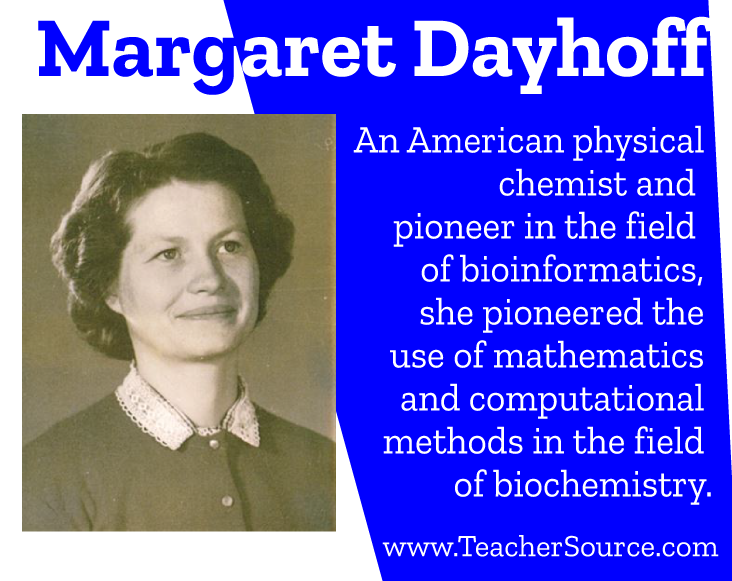 Margaret Dayhoff
An American physical
chemist and
pioneer in the field
of bioinformatics,
she pioneered the
use of mathematics
and computational
methods in the field
of biochemistry.
www.TeacherSource.com